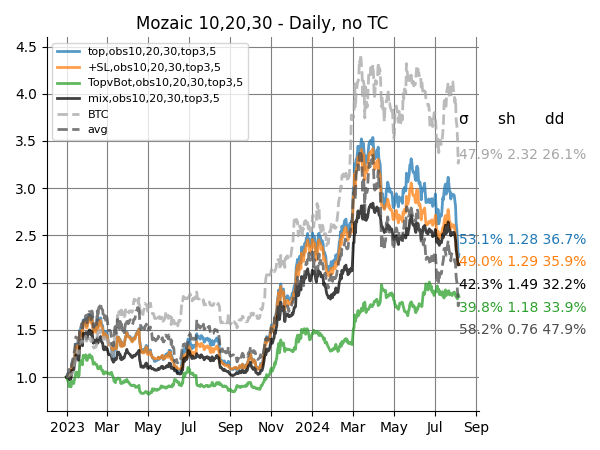 Mozaic 10,20,30 - Daily, no TC
top,obs10,20,30,top3,5
+SL,obs10,20,30,top3,5
TopvBot,obs10,20,30,top3,5
mix,obs10,20,30,top3,5
BTC
avg
σ sh dd
47.9% 2.32 26.1%
53.1% 1.28 36.7%
49.0% 1.29 35.9%
42.3% 1.49 32.2%
39.8% 1.18 33.9%
58.2% 0.76 47.9%
4.5
4.0
3.5
3.0
2.5
2.0
1.5
1.0
2023 Mar May Jul Sep Nov 2024 Mar May Jul Sep